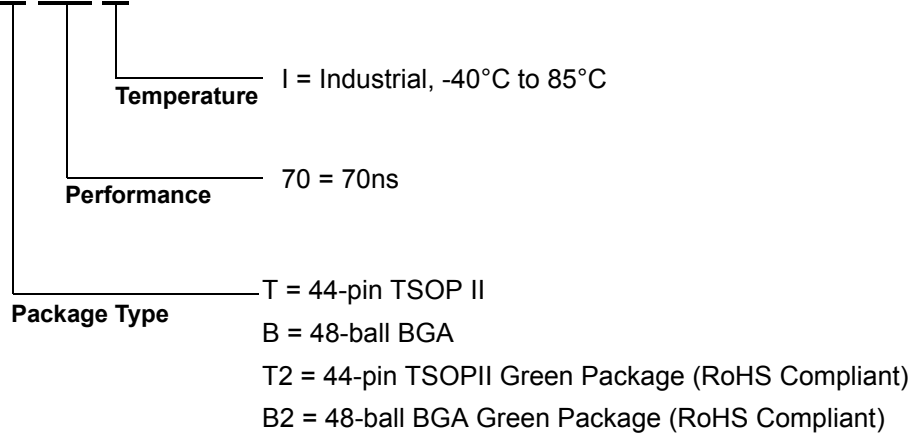 I = Industrial, -40°C to 85°C
Temperature
70 = 70ns
Performance
T = 44-pin TSOP II
Package Type
B = 48-ball BGA
T2 = 44-pin TSOPII Green Package (RoHS Compliant)
B2 = 48-ball BGA Green Package (RoHS Compliant)